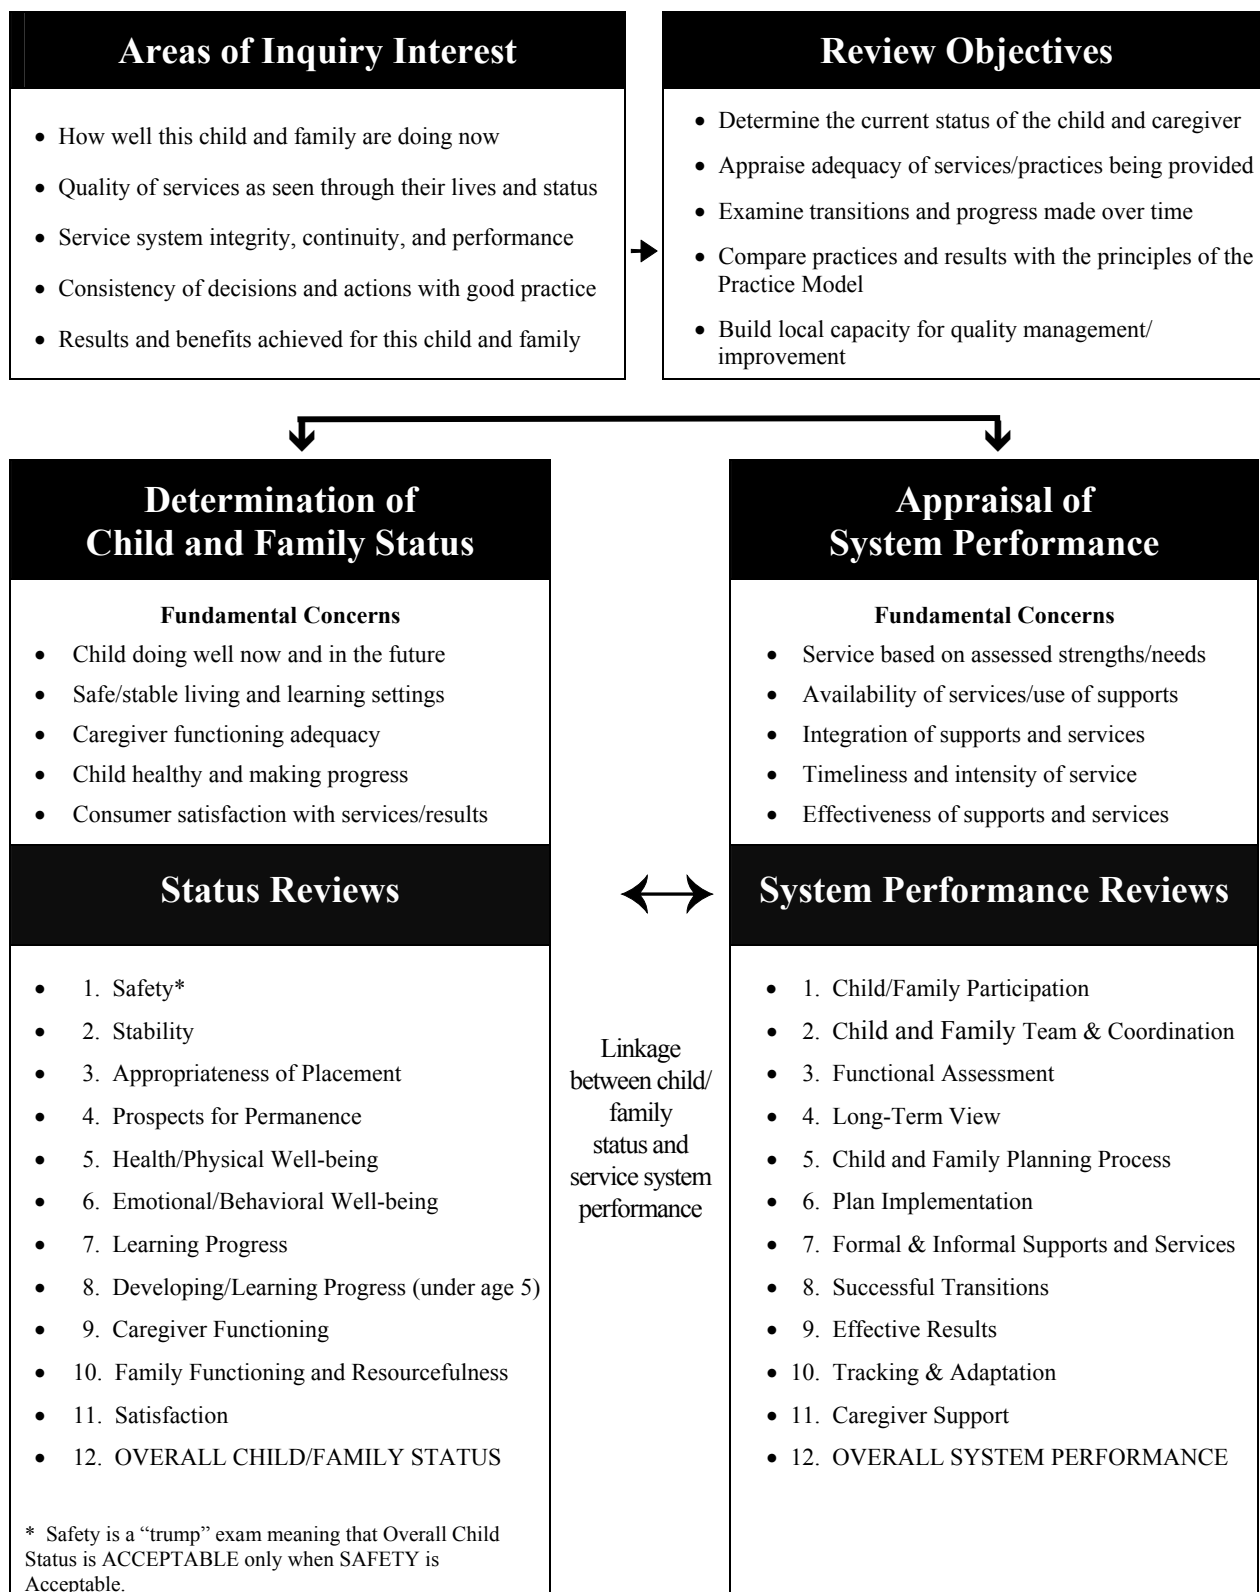 Areas of Inquiry Interest
• How well this child and family are doing now
• Quality of services as seen through their lives and status
• Service system integrity, continuity, and performance
• Consistency of decisions and actions with good practice
• Results and benefits achieved for this child and family
Review Objectives
• Determine the current status of the child and caregiver
• Appraise adequacy of services/practices being provided
• Examine transitions and progress made over time
• Compare practices and results with the principles of the
Practice Model
• Build local capacity for quality management/
improvement
Determination of
Child and Family Status
Fundamental Concerns
• Child doing well now and in the future
• Safe/stable living and learning settings
• Caregiver functioning adequacy
• Child healthy and making progress
• Consumer satisfaction with services/results
Status Reviews
• 1. Safety*
• 2. Stability
• 3. Appropriateness of Placement
• 4. Prospects for Permanence
• 5. Health/Physical Well-being
• 6. Emotional/Behavioral Well-being
• 7. Learning Progress
• 8. Developing/Learning Progress (under age 5)
• 9. Caregiver Functioning
• 10. Family Functioning and Resourcefulness
• 11. Satisfaction
• 12. OVERALL CHILD/FAMILY STATUS
* Safety is a “trump” exam meaning that Overall Child
Status is ACCEPTABLE only when SAFETY is
Acceptable.
Linkage
between child/
family
status and
service system
performance
Appraisal of
System Performance
Fundamental Concerns
• Service based on assessed strengths/needs
• Availability of services/use of supports
• Integration of supports and services
• Timeliness and intensity of service
• Effectiveness of supports and services
System Performance Reviews
• 1. Child/Family Participation
• 2. Child and Family Team & Coordination
• 3. Functional Assessment
• 4. Long-Term View
• 5. Child and Family Planning Process
• 6. Plan Implementation
• 7. Formal & Informal Supports and Services
• 8. Successful Transitions
• 9. Effective Results
• 10. Tracking & Adaptation
• 11. Caregiver Support
• 12. OVERALL SYSTEM PERFORMANCE